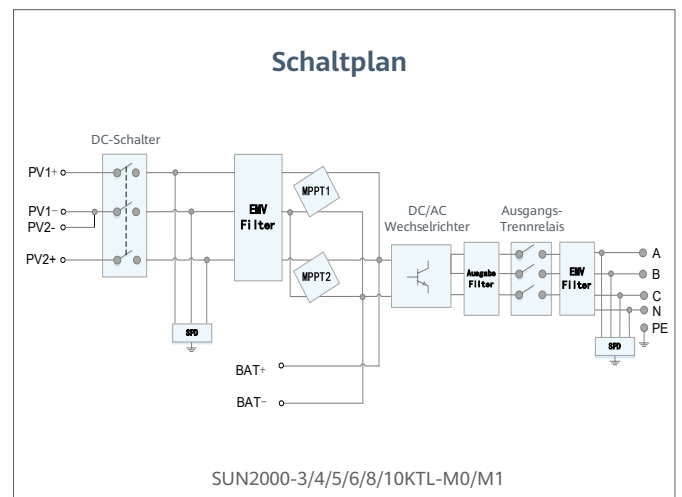 Schaltplan
DC-Schalter
PV1+
PV1−
PV2-
PV2+
EMV
Filter
MPPT1
MPPT2
SPD
BAT+
BAT−
DC/AC
Wechselrichter
Ausgabe
Filter
Ausgangs-
Trennrelais
EMV
Filter
A
B
C
N
PE
SPD
SUN2000-3/4/5/6/8/10KTL-M0/M1